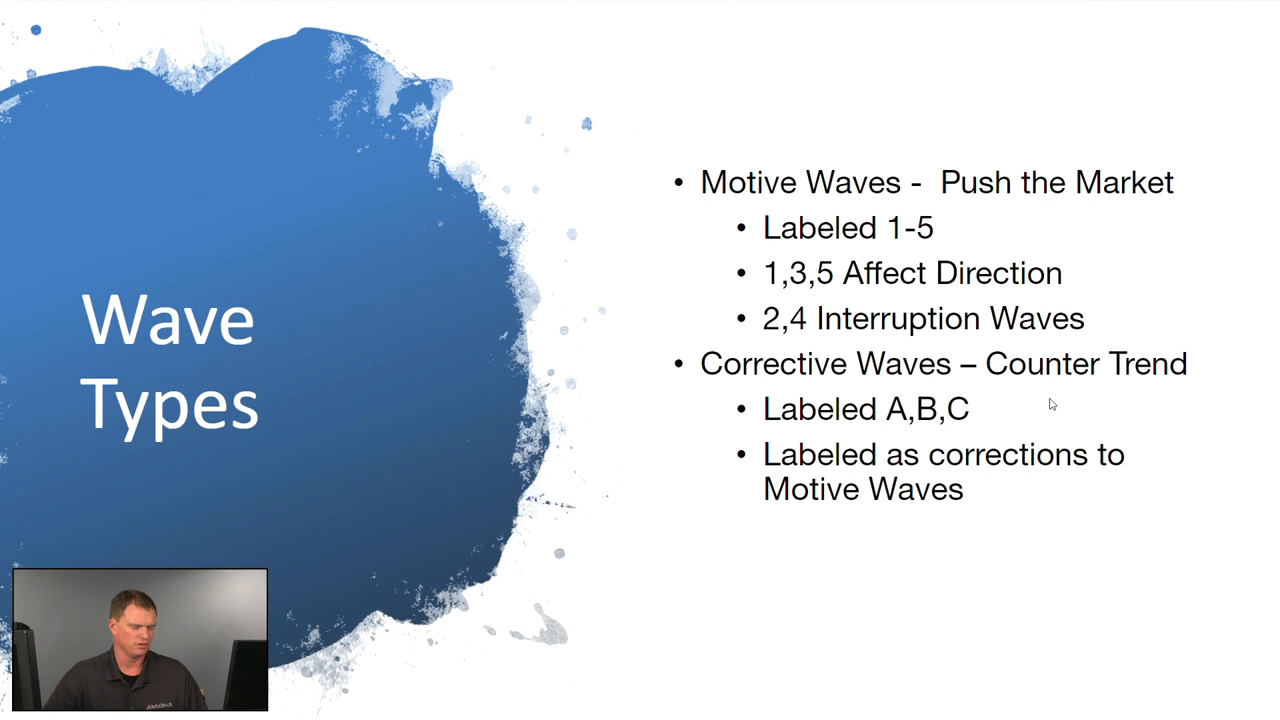 Wave
Types
• Motive Waves - Push the Market
• Labeled 1-5
• 1,3,5 Affect Direction
• 2,4 Interruption Waves
• Corrective Waves – Counter Trend
• Labeled A,B,C
• Labeled as corrections to
Motive Waves